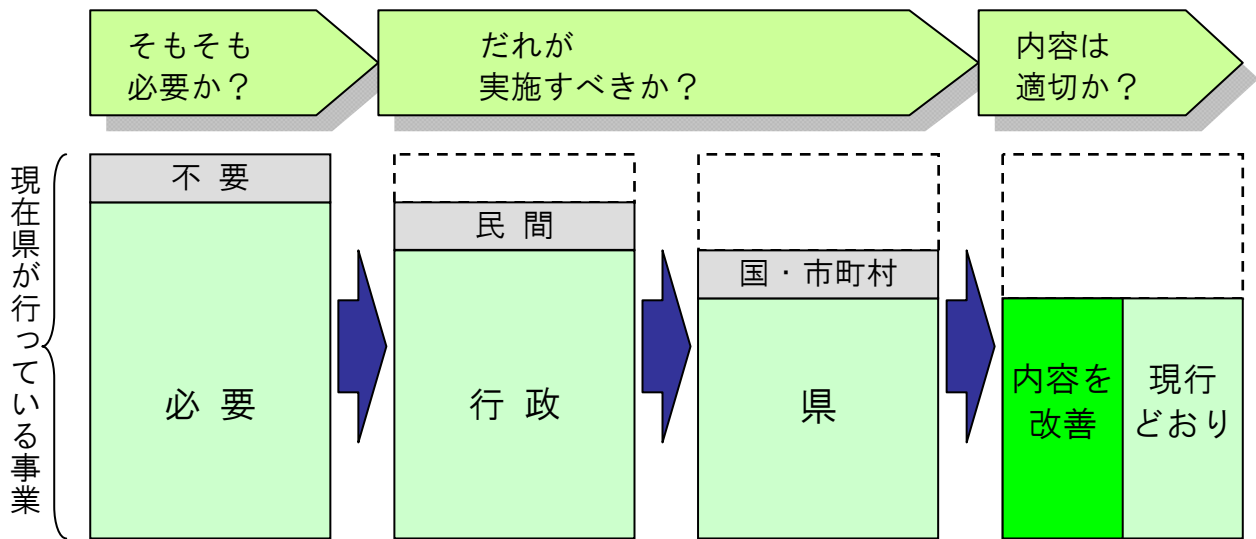 そもそも
必要か？
だれが
実施すべきか？
内容は
適切か？
現在県が行っている事業
不 要
必 要
民 間
行 政
国・市町村
県
内容を
改善
現行
どおり